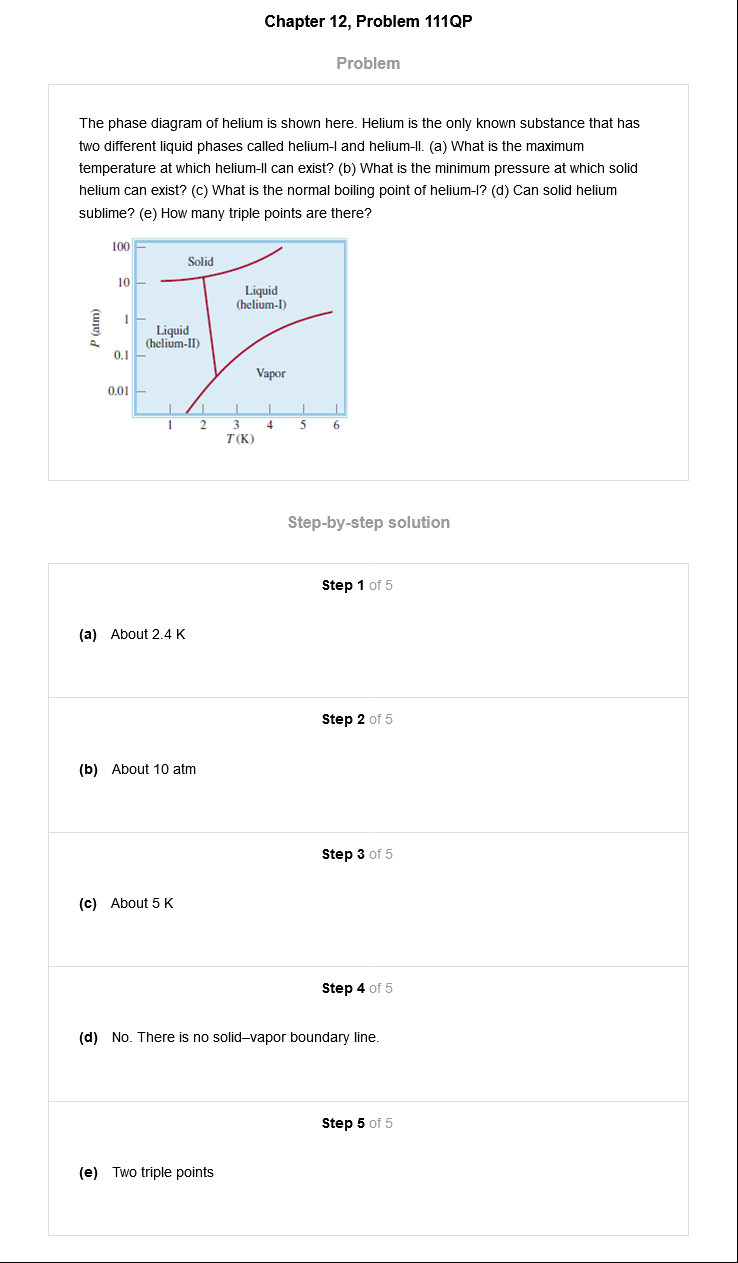 Chapter 12, Problem 111QP
Problem
The phase diagram of helium is shown here. Helium is the only known substance that has
two different liquid phases called helium-I and helium-II. (a) What is the maximum
temperature at which helium-II can exist? (b) What is the minimum pressure at which solid
helium can exist? (c) What is the normal boiling point of helium-I? (d) Can solid helium
sublime? (e) How many triple points are there?
100
10
1
0.1
0.01
P (atm)
Solid
Liquid
(helium-I)
Liquid
(helium-II)
Vapor
1 2 3 4 5 6
T (K)
Step-by-step solution
Step 1 of 5
(a) About 2.4 K
Step 2 of 5
(b) About 10 atm
Step 3 of 5
(c) About 5 K
Step 4 of 5
(d) No. There is no solid–vapor boundary line.
Step 5 of 5
(e) Two triple points